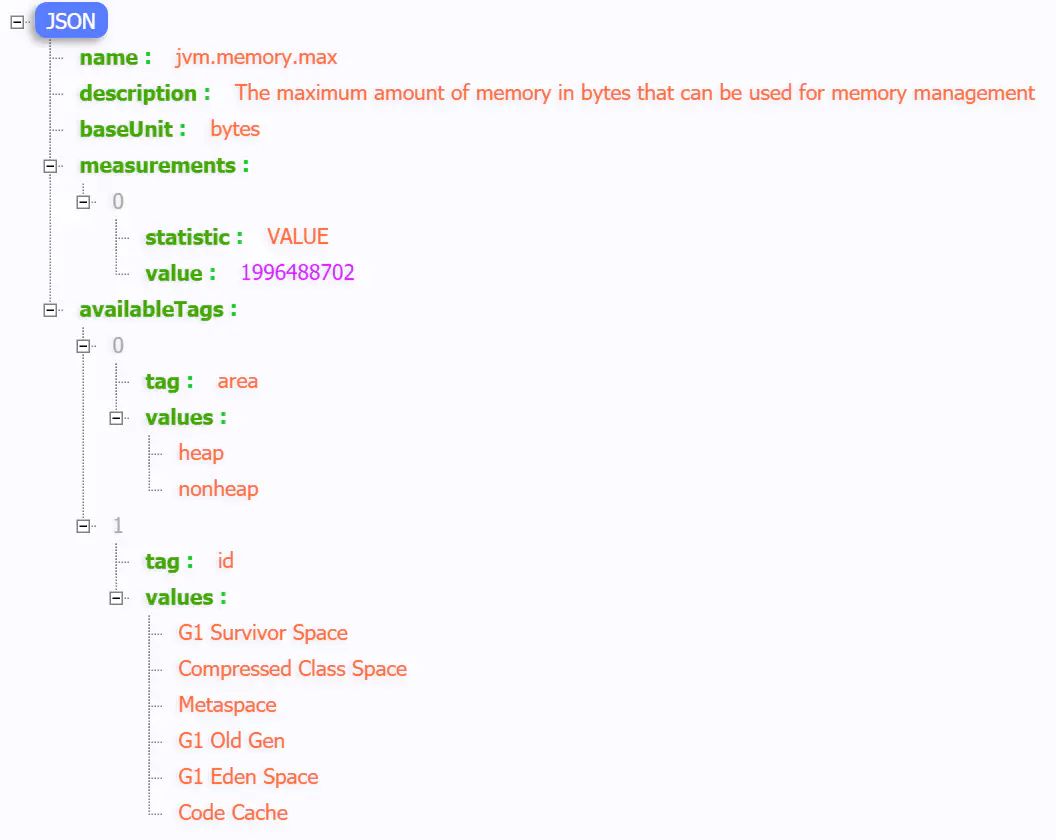 JSON
name : jvm.memory.max
description : The maximum amount of memory in bytes that can be used for memory management
baseUnit : bytes
measurements :
0
statistic : VALUE
value : 1996488702
availableTags :
0
tag : area
values :
heap
nonheap
1
tag : id
values :
G1 Survivor Space
Compressed Class Space
Metaspace
G1 Old Gen
G1 Eden Space
Code Cache